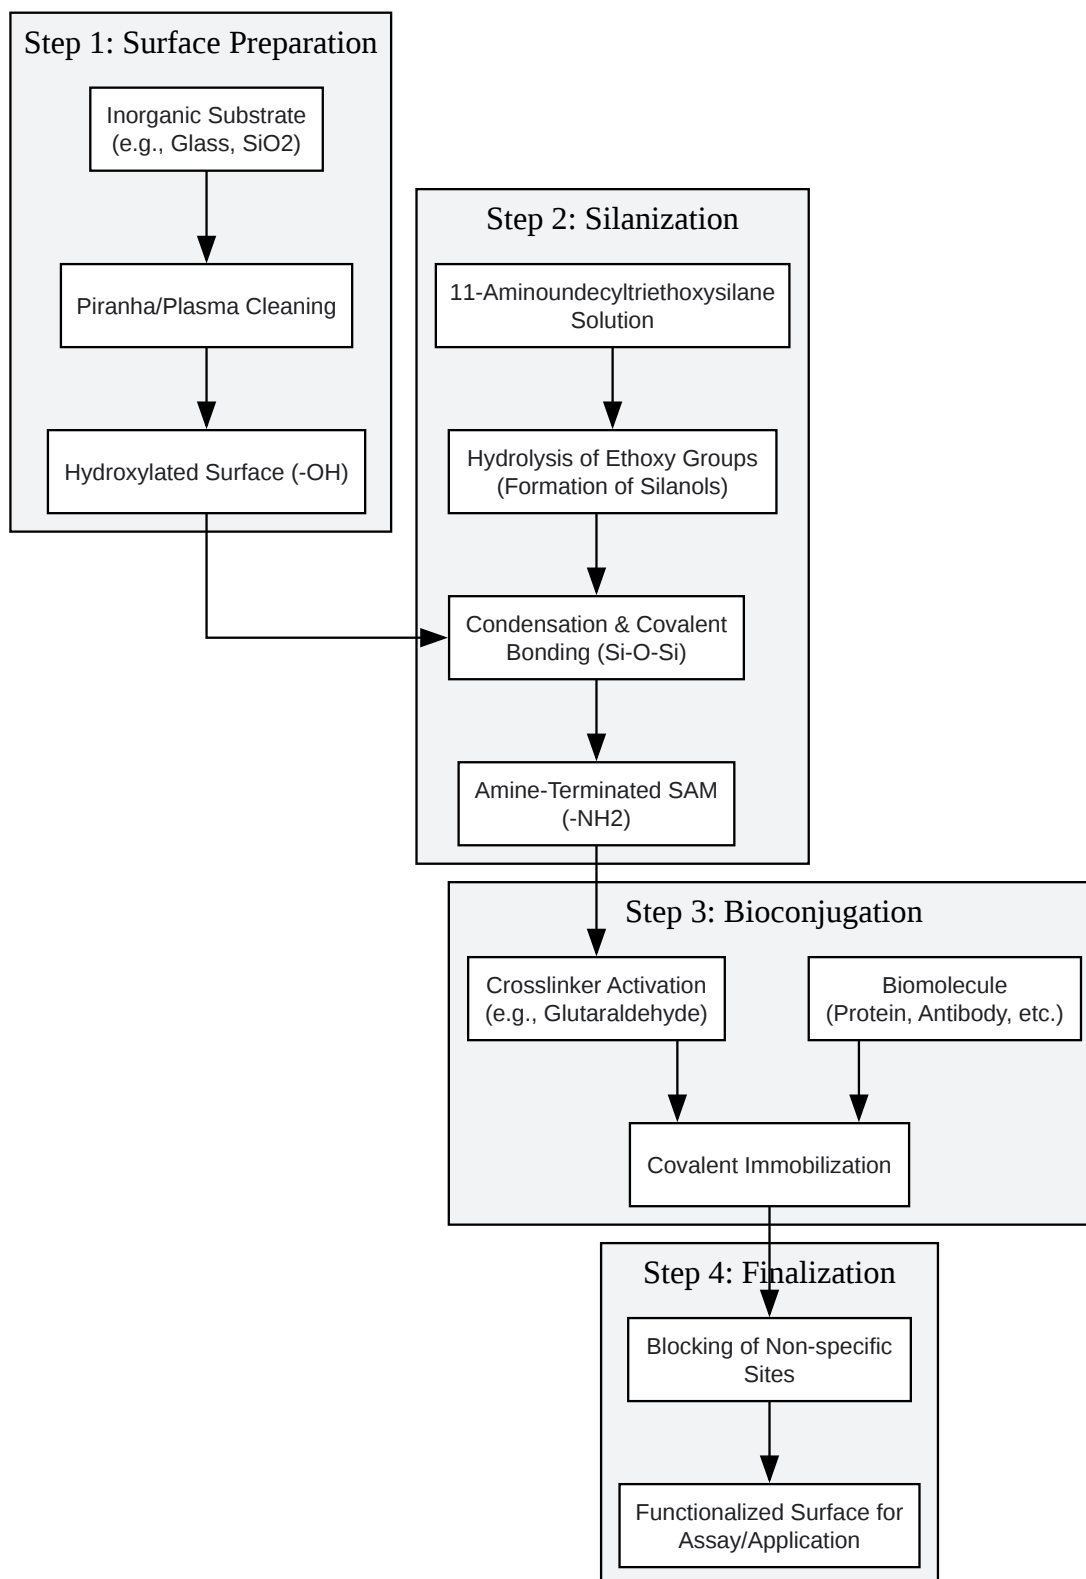 Step 1: Surface Preparation
Inorganic Substrate
(e.g., Glass, SiO2)
Piranha/Plasma Cleaning
Hydroxylated Surface (-OH)
Step 2: Silanization
11-Aminoundecyltriethoxysilane
Solution
Hydrolysis of Ethoxy Groups
(Formation of Silanols)
Condensation & Covalent
Bonding (Si-O-Si)
Amine-Terminated SAM
(-NH2)
Step 3: Bioconjugation
Crosslinker Activation
(e.g., Glutaraldehyde)
Biomolecule
(Protein, Antibody, etc.)
Covalent Immobilization
Step 4: Finalization
Blocking of Non-specific
Sites
Functionalized Surface for
Assay/Application